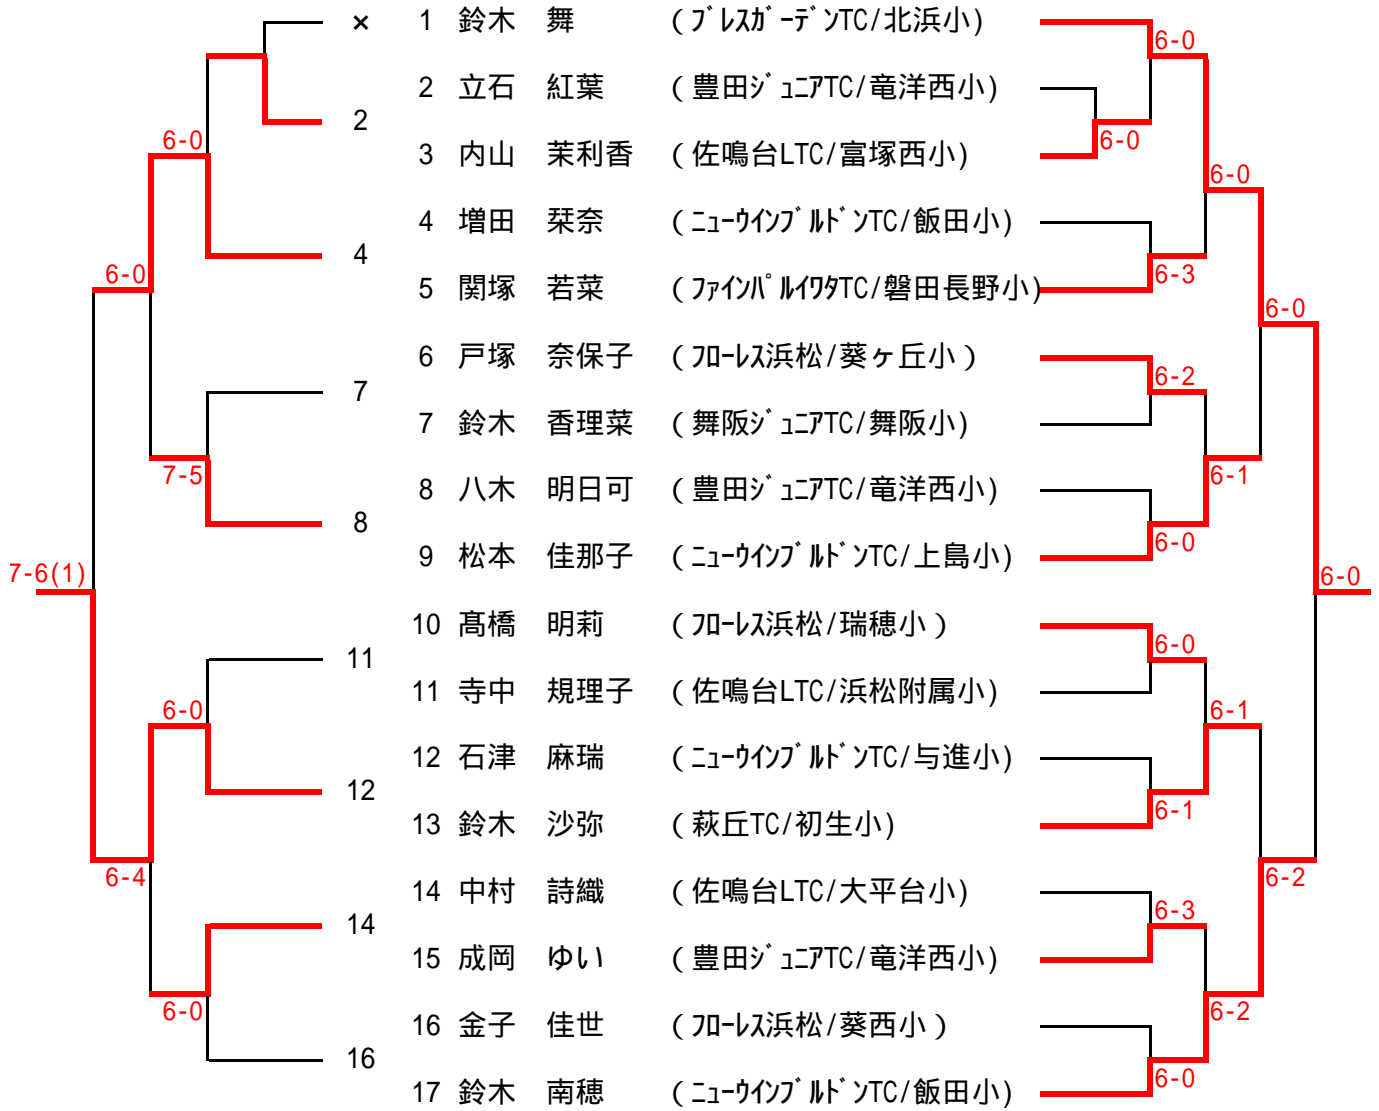 × 1 鈴木 舞 (ﾌﾞﾚｽｶﾞｰﾃﾞﾝTC/北浜小) 6-0
2 立石 紅葉 (豊田ｼﾞｭﾆｱTC/竜洋西小)
2
6-0 3 内山 茉利香 (佐鳴台LTC/富塚西小) 6-0
6-0
4 増田 栞奈 (ﾆｭｰｳｲﾝﾌﾞﾙﾄﾞﾝTC/飯田小)
4
6-0 5 関塚 若菜 (ﾌｧｲﾝﾊﾟﾙｲﾜﾀTC/磐田長野小) 6-3
6-0
6 戸塚 奈保子 (ﾌﾛｰﾚｽ浜松/葵ヶ丘小) 6-2
7
7 鈴木 香理菜 (舞阪ｼﾞｭﾆｱTC/舞阪小)
7-5 6-1
8 八木 明日可 (豊田ｼﾞｭﾆｱTC/竜洋西小)
8
9 松本 佳那子 (ﾆｭｰｳｲﾝﾌﾞﾙﾄﾞﾝTC/上島小) 6-0
7-6(1) 6-0
10 髙橋 明莉 (ﾌﾛｰﾚｽ浜松/瑞穂小) 6-0
11
11 寺中 規理子 (佐鳴台LTC/浜松附属小)
6-0 6-1
12 石津 麻瑞 (ﾆｭｰｳｲﾝﾌﾞﾙﾄﾞﾝTC/与進小)
12
13 鈴木 沙弥 (萩丘TC/初生小) 6-1
6-4 6-2
14 中村 詩織 (佐鳴台LTC/大平台小) 6-3
14
15 成岡 ゆい (豊田ｼﾞｭﾆｱTC/竜洋西小)
6-0 6-2
16 金子 佳世 (ﾌﾛｰﾚｽ浜松/葵西小)
16
17 鈴木 南穂 (ﾆｭｰｳｲﾝﾌﾞﾙﾄﾞﾝTC/飯田小) 6-0